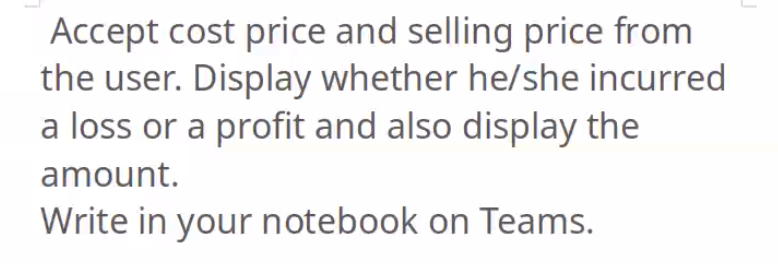 Accept cost price and selling price from
the user. Display whether he/she incurred
a loss or a profit and also display the
amount.
Write in your notebook on Teams.